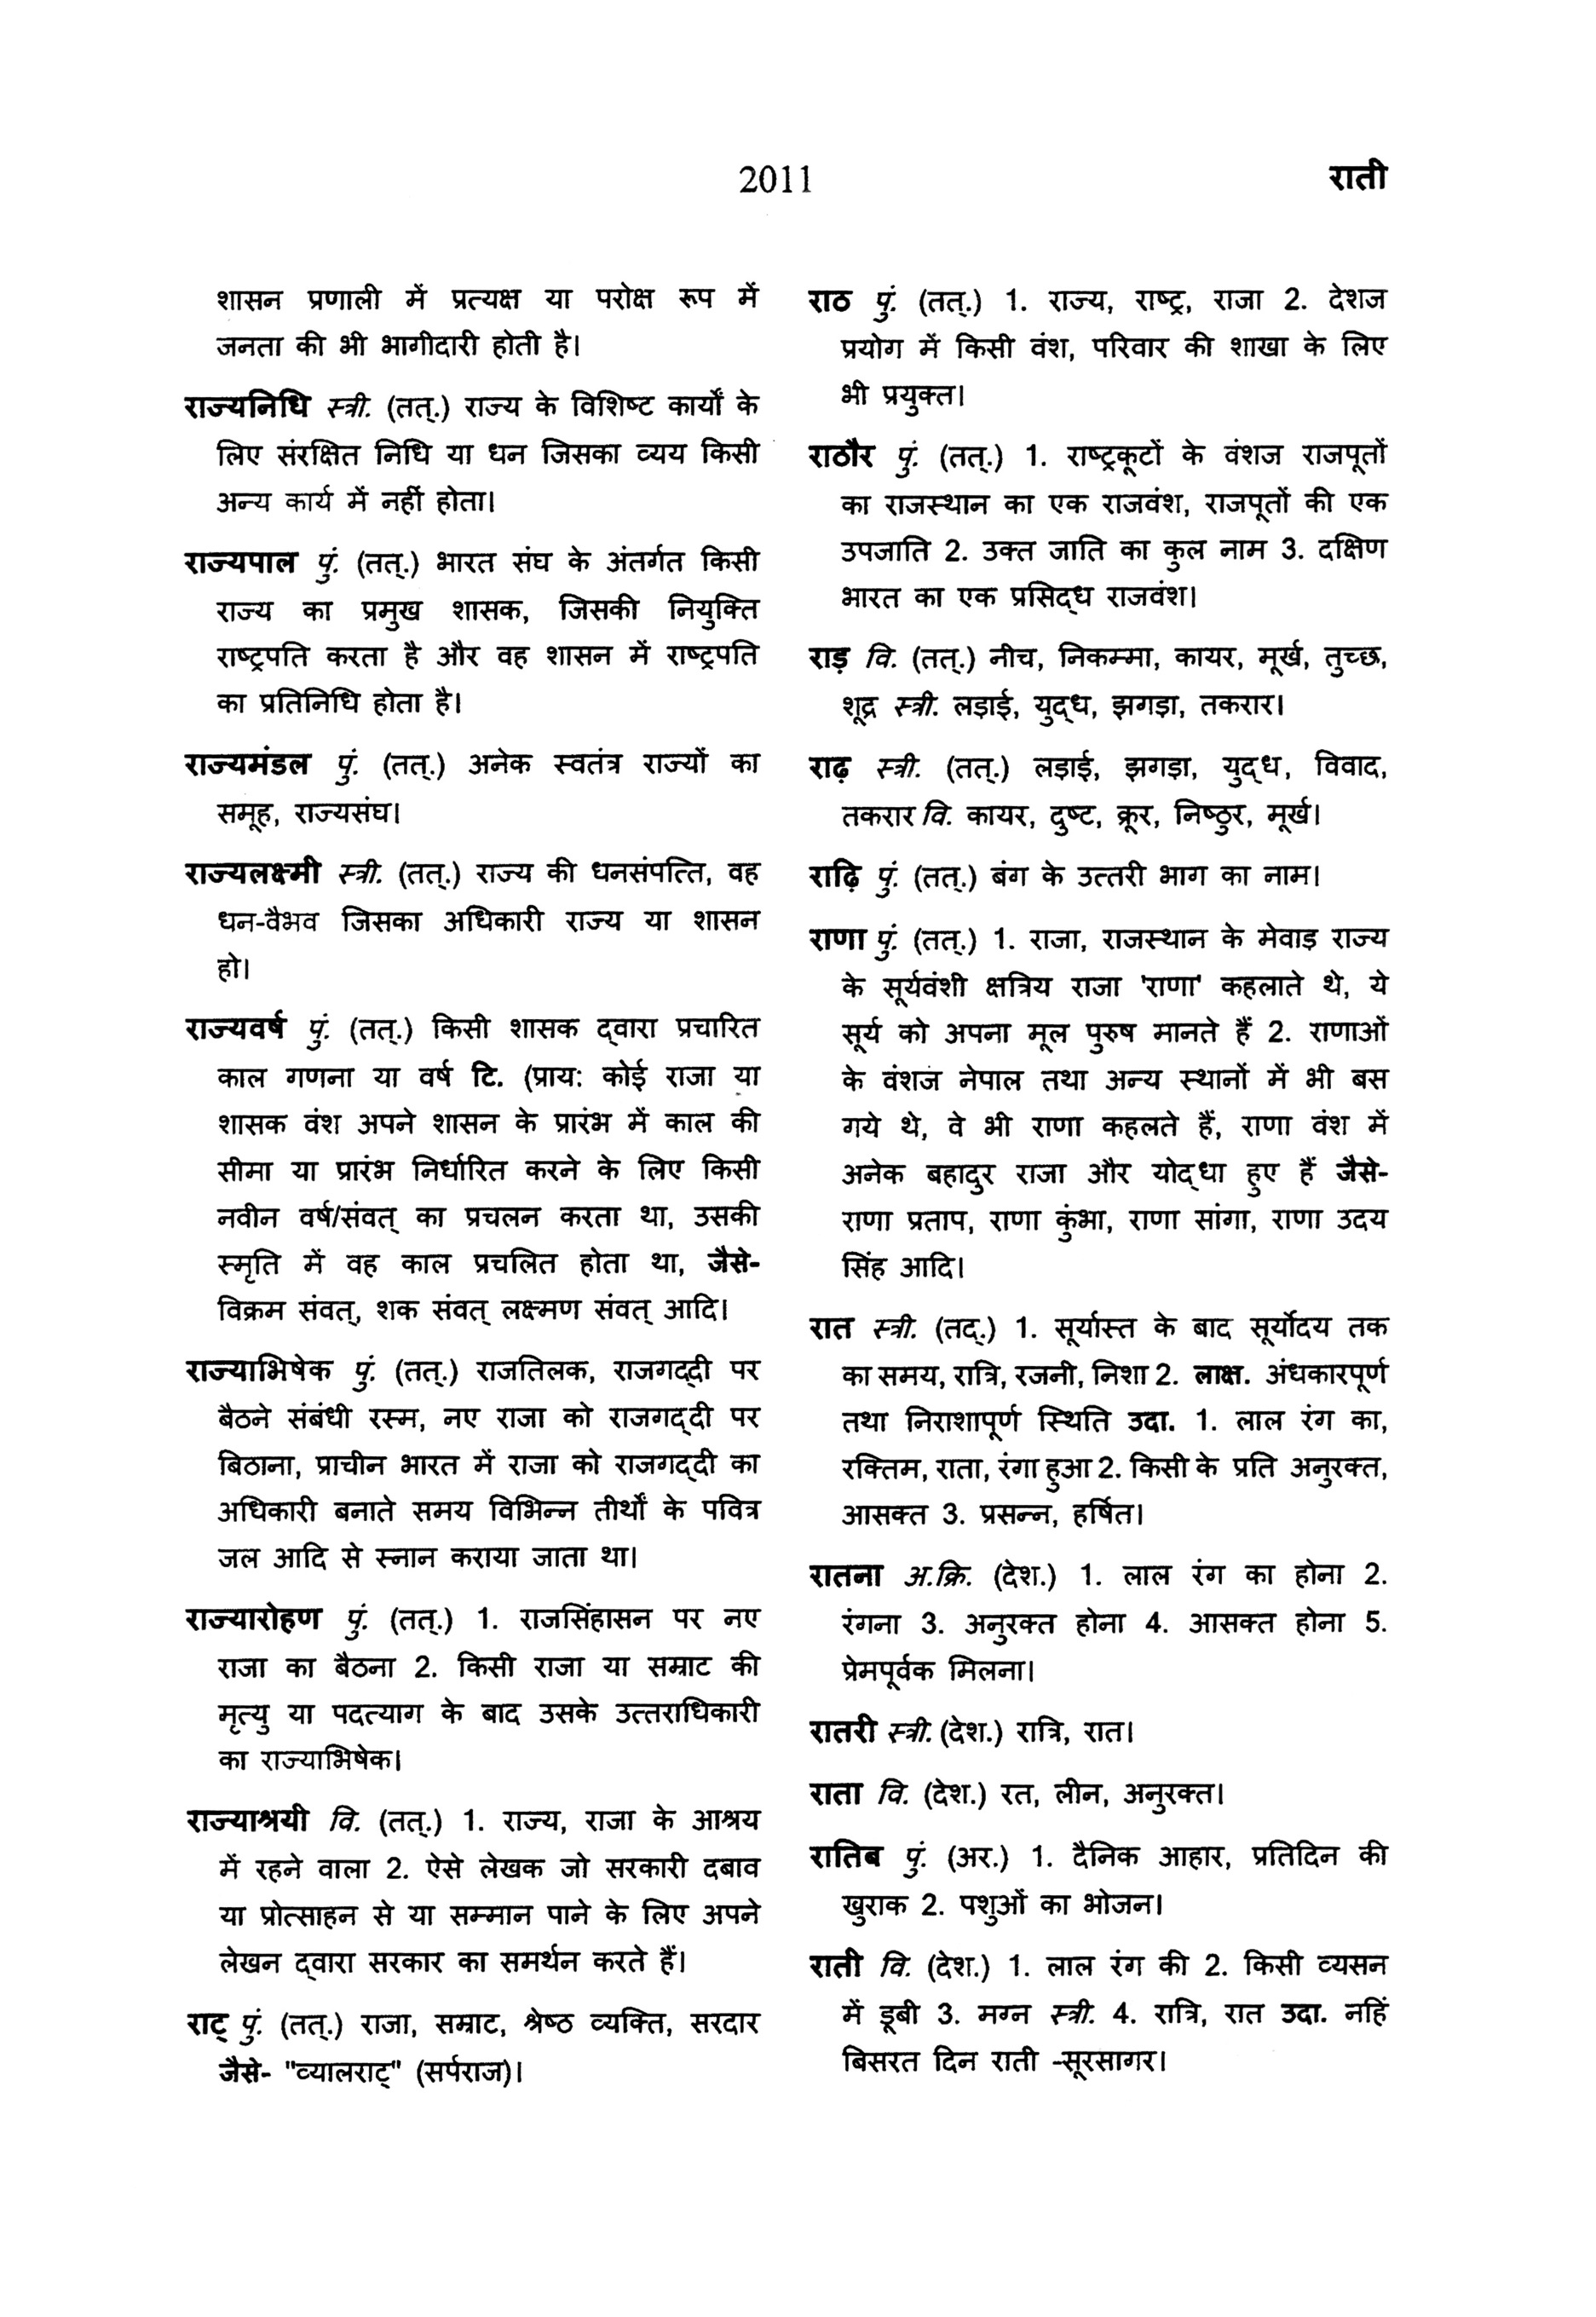 2011
राती
शासन प्रणाली में प्रत्यक्ष या परोक्ष रूप में
जनता की भी भागीदारी होती है।
राज्यनिधि स्त्री. (तत्.) राज्य के विशिष्ट कार्यों के
लिए संरक्षित निधि या धन जिसका व्यय किसी
अन्य कार्य में नहीं होता।
राज्यपाल पुं. (तत्.) भारत संघ के अंतर्गत किसी
राज्य का प्रमुख शासक, जिसकी नियुक्ति
राष्ट्रपति करता है और वह शासन में राष्ट्रपति
का प्रतिनिधि होता है।
राज्यमंडल पुं. (तत्.) अनेक स्वतंत्र राज्यों का
समूह, राज्यसंघ।
राज्यलक्ष्मी स्त्री. (तत्.) राज्य की धनसंपत्ति, वह
धन-वैभव जिसका अधिकारी राज्य या शासन
हो।
राज्यवर्ष पुं. (तत्.) किसी शासक द्वारा प्रचारित
काल गणना या वर्ष टि. (प्राय: कोई राजा या
शासक वंश अपने शासन के प्रारंभ में काल की
सीमा या प्रारंभ निर्धारित करने के लिए किसी
नवीन वर्ष/संवत् का प्रचलन करता था, उसकी
स्मृति में वह काल प्रचलित होता था, जैसे-
विक्रम संवत्, शक संवत् लक्ष्मण संवत् आदि।
राज्याभिषेक पुं. (तत्.) राजतिलक, राजगद्दी पर
बैठने संबंधी रस्म, नए राजा को राजगद्दी पर
बिठाना, प्राचीन भारत में राजा को राजगद्दी का
अधिकारी बनाते समय विभिन्न तीर्थों के पवित्र
जल आदि से स्नान कराया जाता था।
राज्यारोहण पुं. (तत्.) 1. राजसिंहासन पर नए
राजा का बैठना 2. किसी राजा या सम्राट की
मृत्यु या पदत्याग के बाद उसके उत्तराधिकारी
का राज्याभिषेक।
राज्याश्रयी वि. (तत्.) 1. राज्य, राजा के आश्रय
में रहने वाला 2. ऐसे लेखक जो सरकारी दबाव
या प्रोत्साहन से या सम्मान पाने के लिए अपने
लेखन द्वारा सरकार का समर्थन करते हैं।
राट् पुं. (तत्.) राजा, सम्राट, श्रेष्ठ व्यक्ति, सरदार
जैसे- "व्यालराट्" (सर्पराज)।
राठ पुं. (तत्.) 1. राज्य, राष्ट्र, राजा 2. देशज
प्रयोग में किसी वंश, परिवार की शाखा के लिए
भी प्रयुक्त।
राठौर पुं. (तत्.) 1. राष्ट्रकूटों के वंशज राजपूतों
का राजस्थान का एक राजवंश, राजपूतों की एक
उपजाति 2. उक्त जाति का कुल नाम 3. दक्षिण
भारत का एक प्रसिद्ध राजवंश।
राड़ वि. (तत्.) नीच, निकम्मा, कायर, मूर्ख, तुच्छ,
शूद्र स्त्री. लड़ाई, युद्ध, झगड़ा, तकरार।
राढ़ स्त्री. (तत्.) लड़ाई, झगड़ा, युद्ध, विवाद,
तकरार वि. कायर, दुष्ट, क्रूर, निष्ठुर, मूर्ख।
राढ़ि पुं. (तत्.) बंग के उत्तरी भाग का नाम।
राणा पुं. (तत्.) 1. राजा, राजस्थान के मेवाड़ राज्य
के सूर्यवंशी क्षत्रिय राजा 'राणा' कहलाते थे, ये
सूर्य को अपना मूल पुरुष मानते हैं 2. राणाओं
के वंशज नेपाल तथा अन्य स्थानों में भी बस
गये थे, वे भी राणा कहलते हैं, राणा वंश में
अनेक बहादुर राजा और योद्धा हुए हैं जैसे-
राणा प्रताप, राणा कुंभा, राणा सांगा, राणा उदय
सिंह आदि।
रात स्त्री. (तद्.) 1. सूर्यास्त के बाद सूर्योदय तक
का समय, रात्रि, रजनी, निशा 2. लाक्ष. अंधकारपूर्ण
तथा निराशापूर्ण स्थिति उदा. 1. लाल रंग का,
रक्तिम, राता, रंगा हुआ 2. किसी के प्रति अनुरक्त,
आसक्त 3. प्रसन्न, हर्षित।
रातना अ.क्रि. (देश.) 1. लाल रंग का होना 2.
रंगना 3. अनुरक्त होना 4. आसक्त होना 5.
प्रेमपूर्वक मिलना।
रातरी स्त्री. (देश.) रात्रि, रात।
राता वि. (देश.) रत, लीन, अनुरक्त।
रातिब पुं. (अर.) 1. दैनिक आहार, प्रतिदिन की
खुराक 2. पशुओं का भोजन।
राती वि. (देश.) 1. लाल रंग की 2. किसी व्यसन
में डूबी 3. मग्न स्त्री. 4. रात्रि, रात उदा. नहिं
बिसरत दिन राती -सूरसागर।